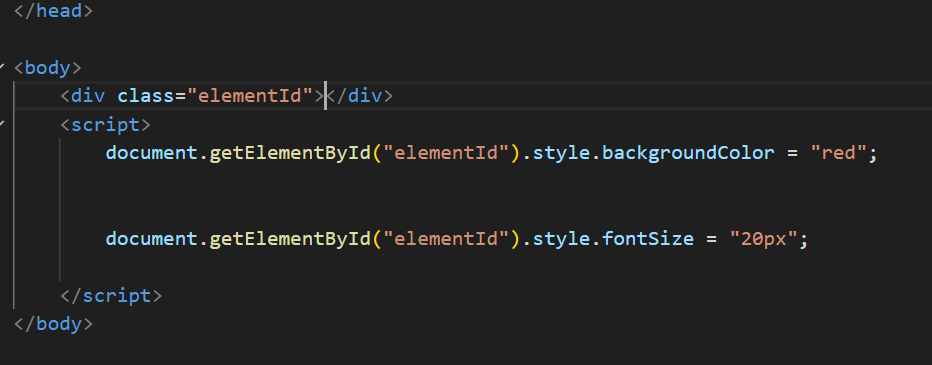 </head>
<body>
<div class="elementId"></div>
<script>
document.getElementById("elementId").style.backgroundColor = "red";
document.getElementById("elementId").style.fontSize = "20px";
</script>
</body>